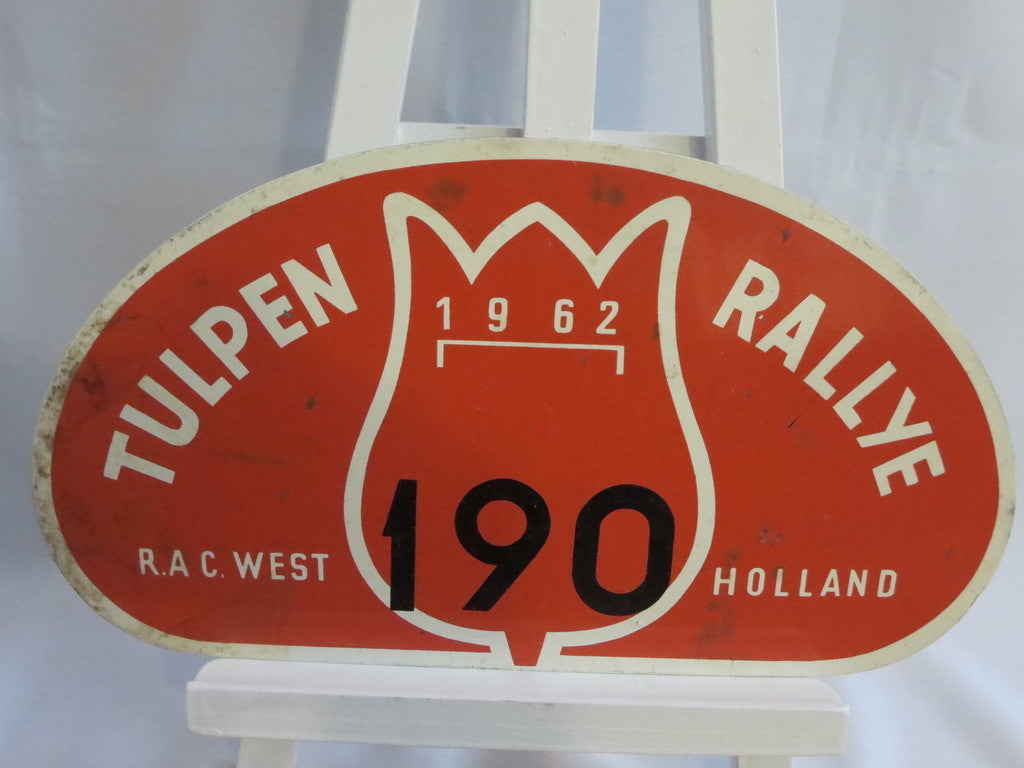 TULPEN RALLYE
1962
190
R.A C. WEST HOLLAND